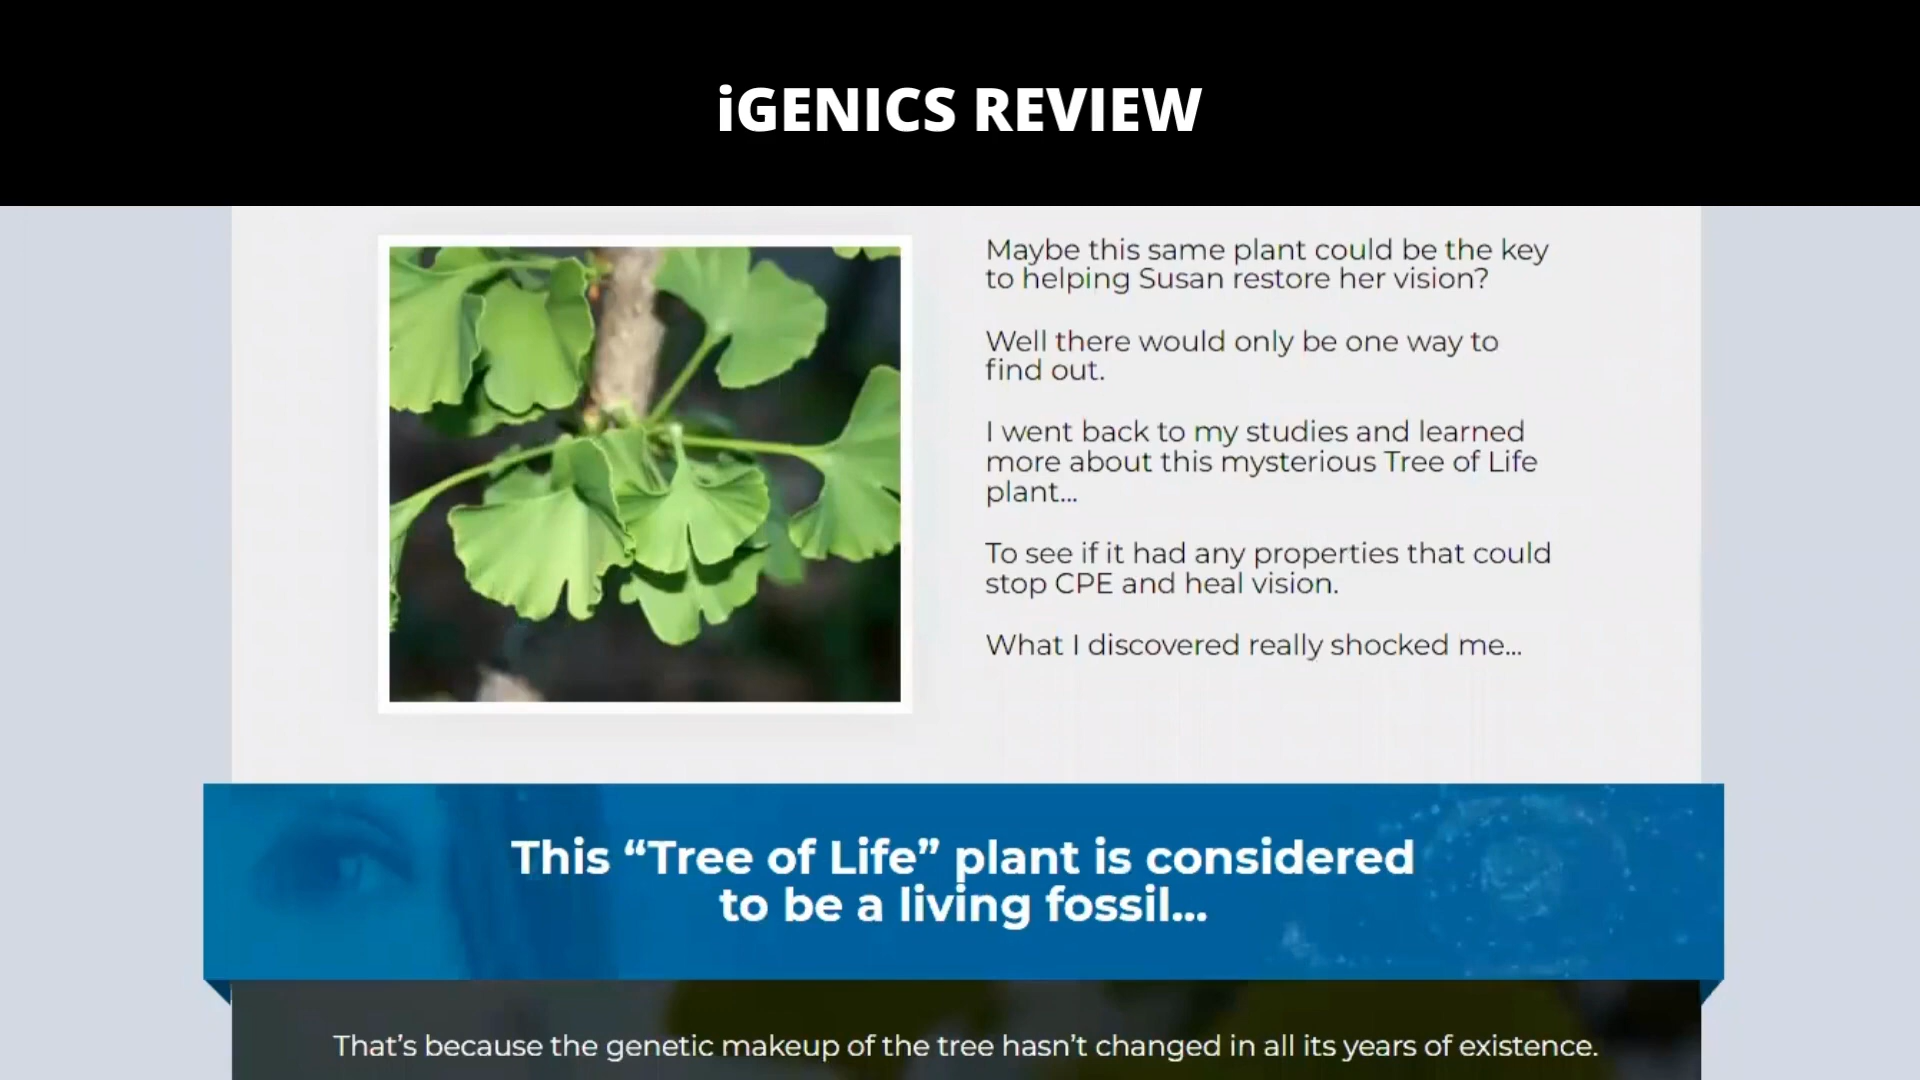 iGENICS REVIEW
Maybe this same plant could be the key
to helping Susan restore her vision?
Well there would only be one way to
find out.
I went back to my studies and learned
more about this mysterious Tree of Life
plant...
To see if it had any properties that could
stop CPE and heal vision.
What I discovered really shocked me...
This “Tree of Life” plant is considered
to be a living fossil...
That’s because the genetic makeup of the tree hasn’t changed in all its years of existence.